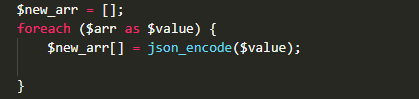 $new_arr = [];
foreach ($arr as $value) {
    $new_arr[] = json_encode($value);
}